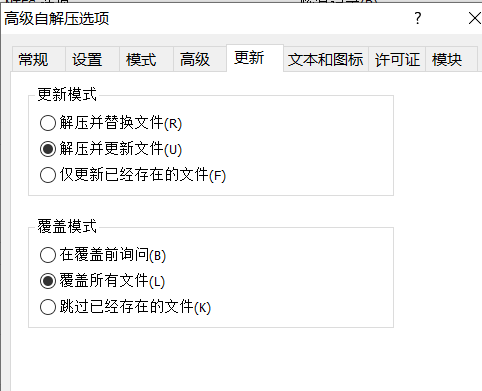 高级自解压选项 ?
常规 设置 模式 高级 更新 文本和图标 许可证 模块
更新模式
解压并替换文件(R)
解压并更新文件(U)
仅更新已经存在的文件(F)
覆盖模式
在覆盖前询问(B)
覆盖所有文件(L)
跳过已经存在的文件(K)